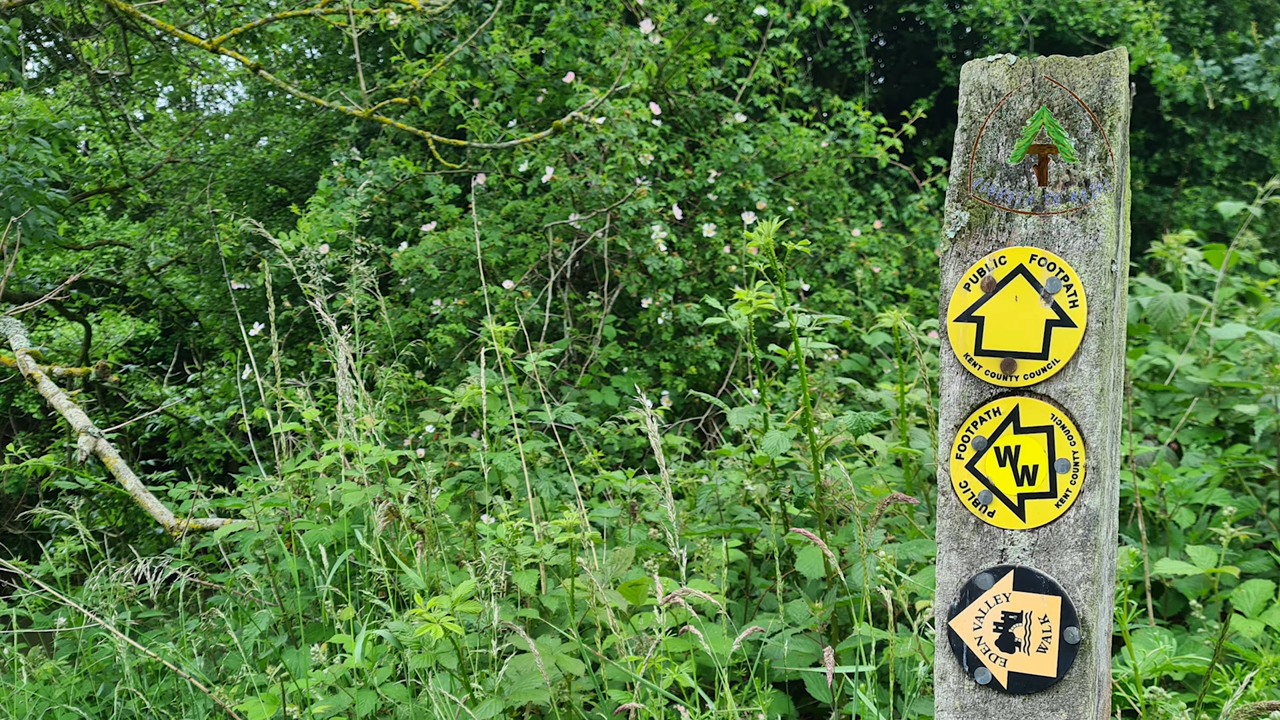 PUBLIC FOOTPATH
KENT COUNTY COUNCIL
PUBLIC FOOTPATH
WW
KENT COUNTY COUNCIL
EDEN VALLEY
WALK